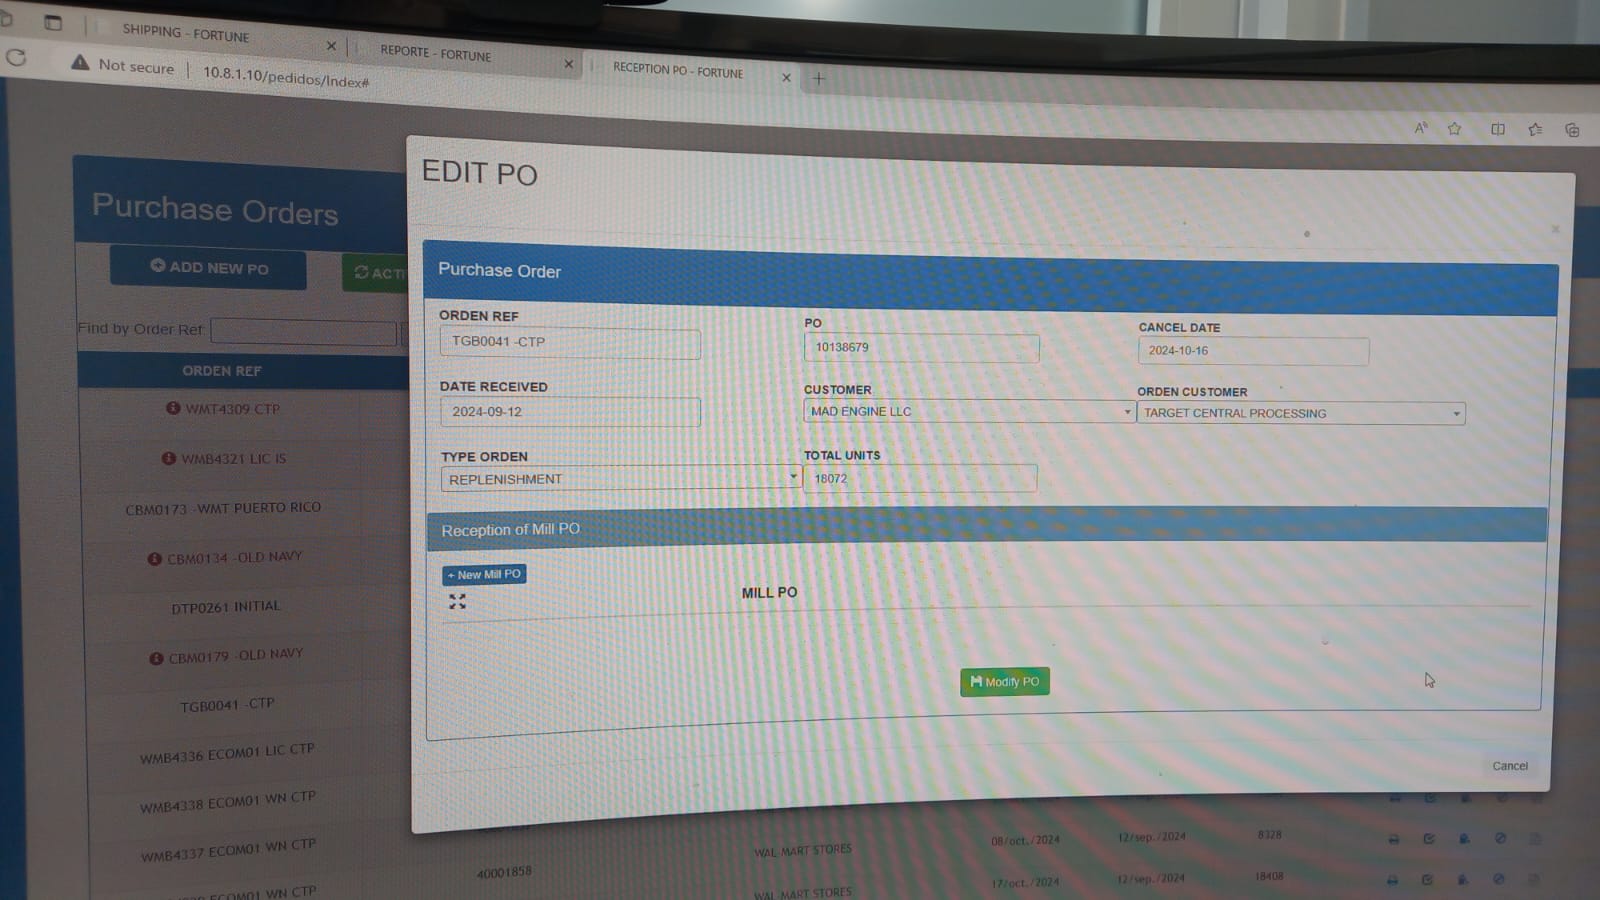 SHIPPING - FORTUNE
REPORTE - FORTUNE
RECEPTION PO - FORTUNE
Not secure
10.8.1.10/pedidos/Index#
EDIT PO
Purchase Orders
ADD NEW PO
ACTI
Find by Order Ref:
ORDEN REF
WMT4309 CTP
WMB4321 LIC IS
CBM0173 -WMT PUERTO RICO
CBM0134 -OLD NAVY
DTP0261 INITIAL
CBM0179 -OLD NAVY
TGB0041 -CTP
WMB4336 ECOM01 LIC CTP
WMB4338 ECOM01 WN CTP
WMB4337 ECOM01 WN CTP
ECOM01 WN CTP
Purchase Order
ORDEN REF
TGB0041 -CTP
PO
10138679
CANCEL DATE
2024-10-16
DATE RECEIVED
2024-09-12
CUSTOMER
MAD ENGINE LLC
ORDEN CUSTOMER
TARGET CENTRAL PROCESSING
TYPE ORDEN
REPLENISHMENT
TOTAL UNITS
18072
Reception of Mill PO
+ New Mill PO
MILL PO
Modify PO
Cancel
WAL-MART STORES
08/oct./2024
12/sep./2024
8328
40001858
WAL-MART STORES
17/oct./2024
12/sep./2024
18408